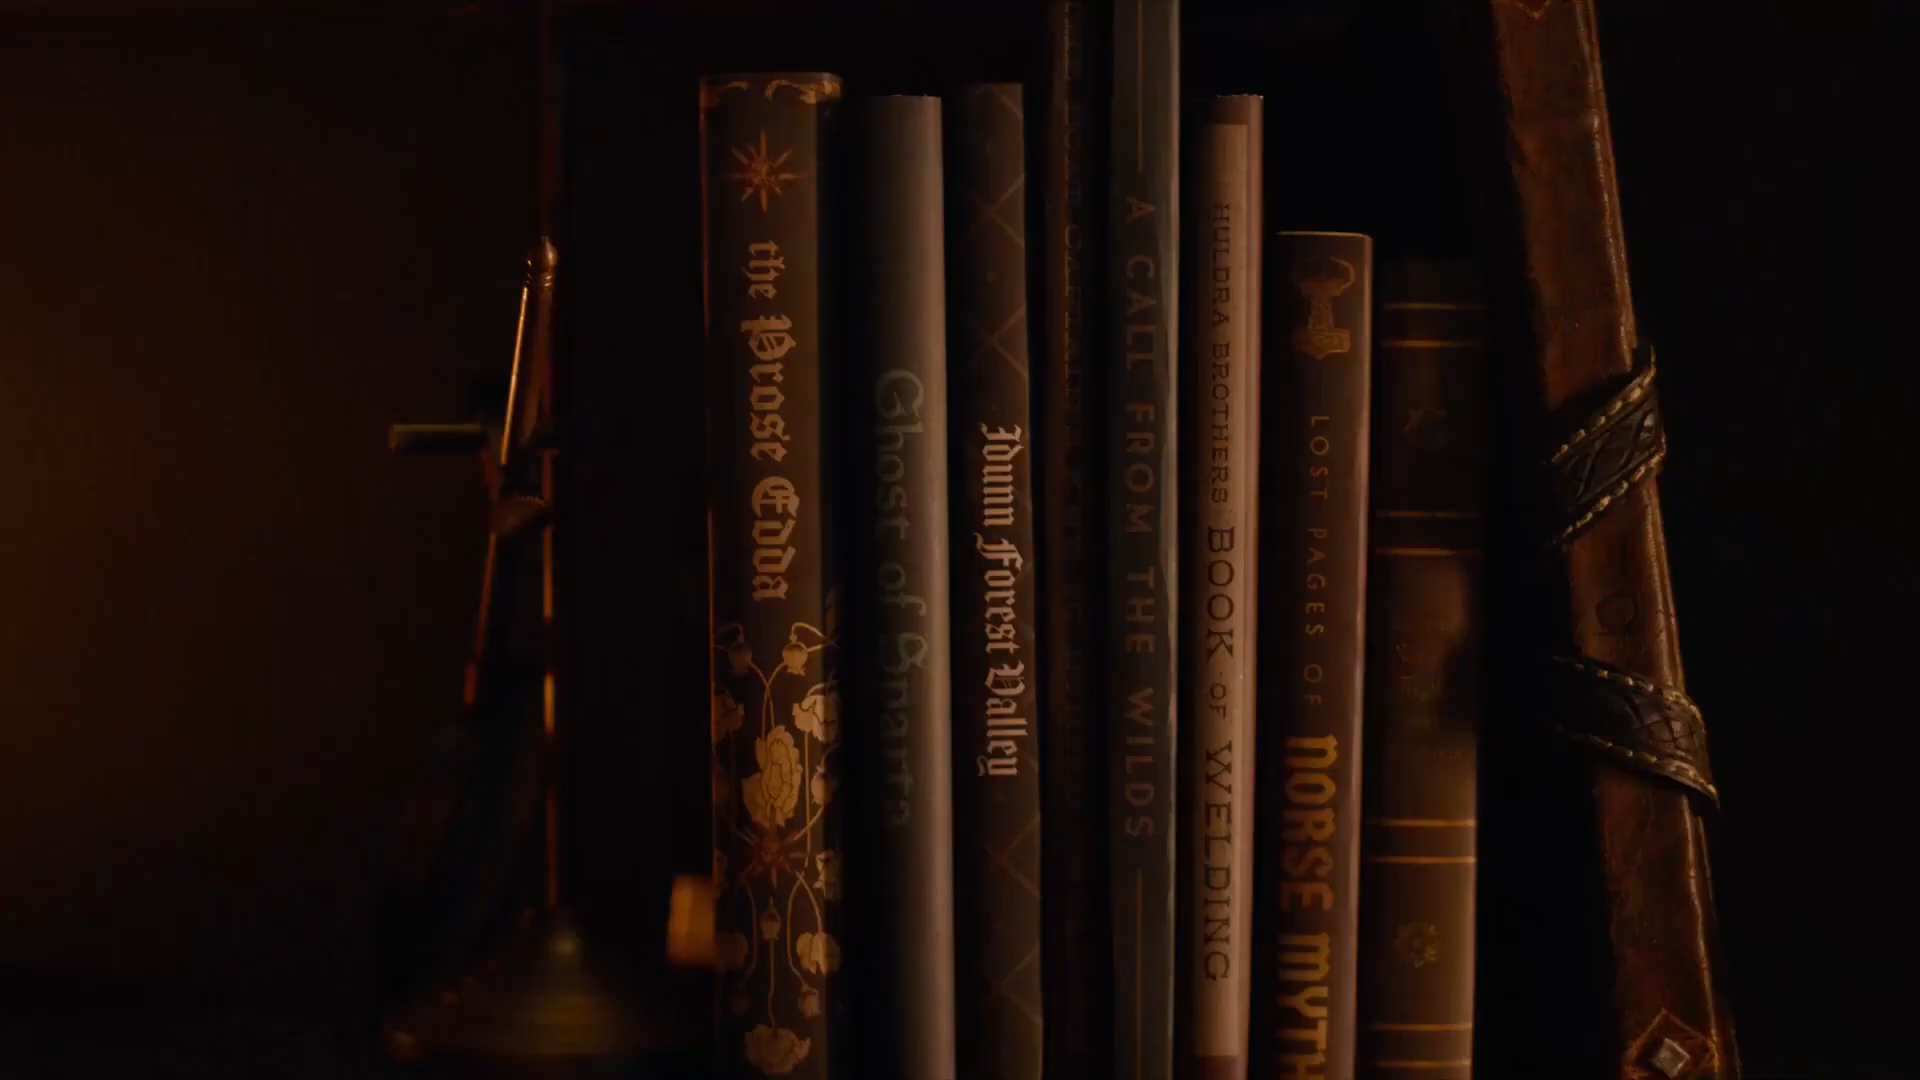 the Prose Edda
Ghost of Sparta
Idunn Forest Valley
A CALL FROM THE WILDS
HULDRA BROTHERS BOOK OF WELDING
LOST PAGES OF NORSE MYTH